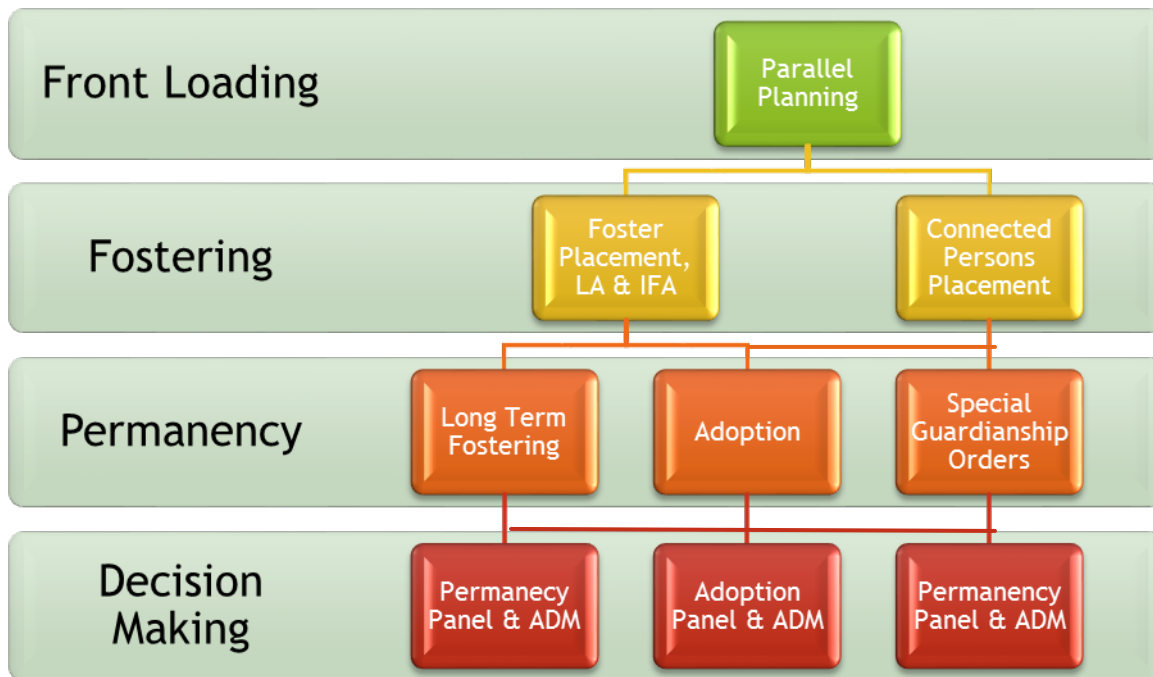 Front Loading
Parallel
Planning
Fostering
Foster
Placement,
LA & IFA
Connected
Persons
Placement
Permanency
Long Term
Fostering
Adoption
Special
Guardianship
Orders
Decision
Making
Permanecy
Panel & ADM
Adoption
Panel & ADM
Permanency
Panel & ADM